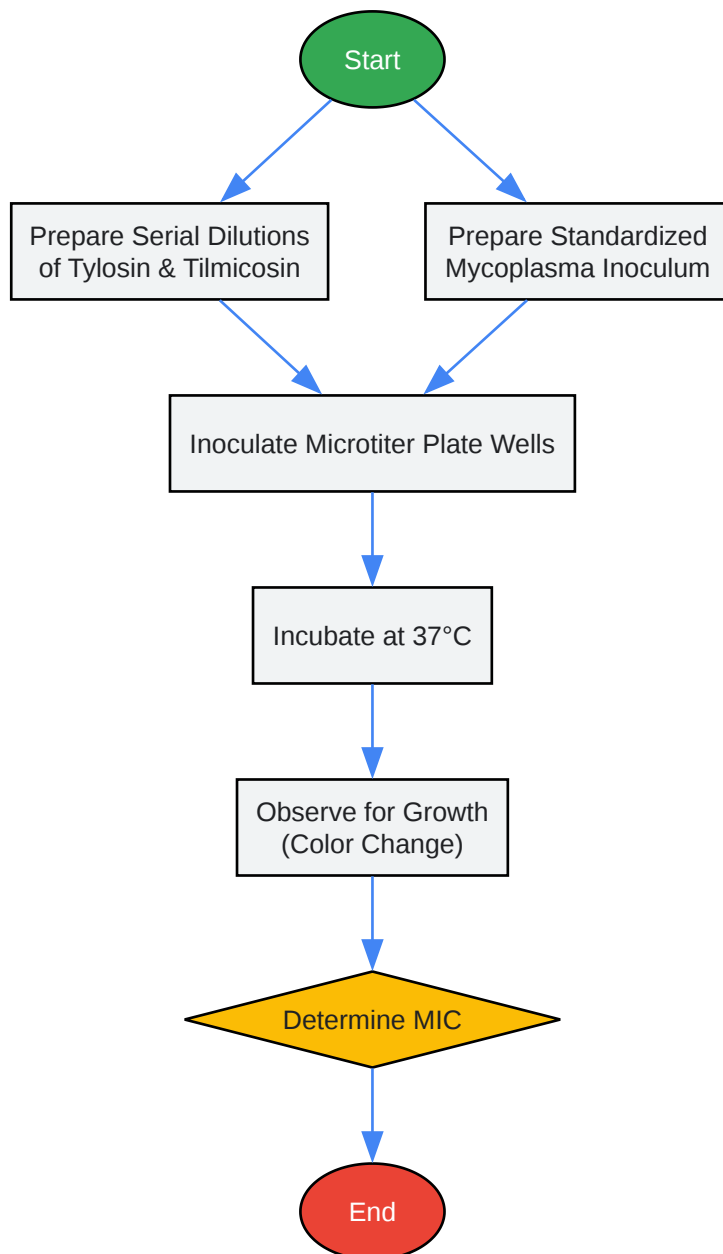 Start
Prepare Serial Dilutions
of Tylosin & Tilmicosin
Prepare Standardized
Mycoplasma Inoculum
Inoculate Microtiter Plate Wells
Incubate at 37°C
Observe for Growth
(Color Change)
Determine MIC
End